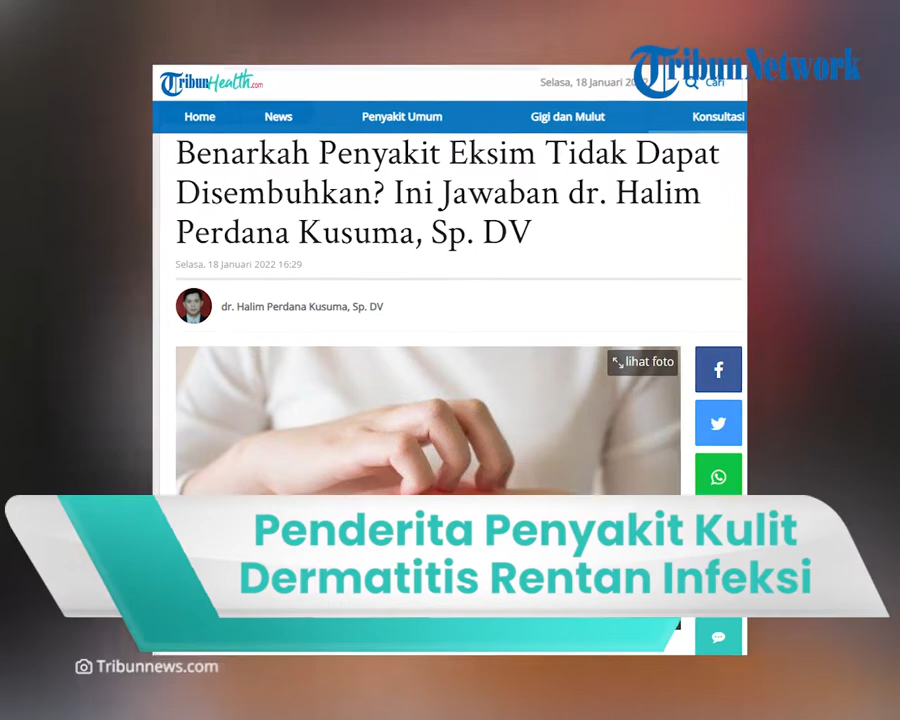 TribunHealth.com
Selasa, 18 Januari
TribunNetwork
Cari
Home News Penyakit Umum Gigi dan Mulut Konsultasi
Benarkah Penyakit Eksim Tidak Dapat
Disembuhkan? Ini Jawaban dr. Halim
Perdana Kusuma, Sp. DV
Selasa, 18 Januari 2022 16:29
dr. Halim Perdana Kusuma, Sp. DV
lihat foto
Penderita Penyakit Kulit
Dermatitis Rentan Infeksi
Tribunnews.com